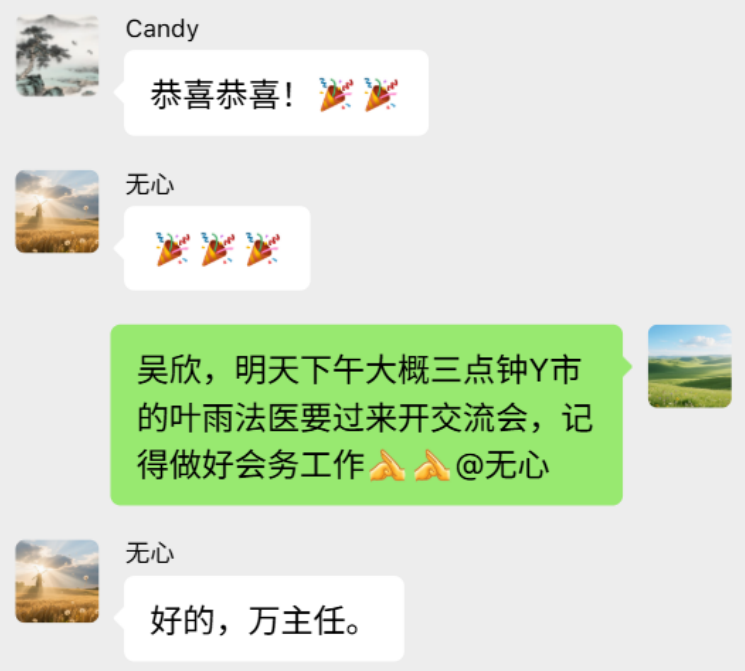 Candy
恭喜恭喜！🎉🎉
无心
🎉🎉🎉
吴欣，明天下午大概三点钟Y市
的叶雨法医要过来开交流会，记
得做好会务工作🫴🫴@无心
无心
好的，万主任。